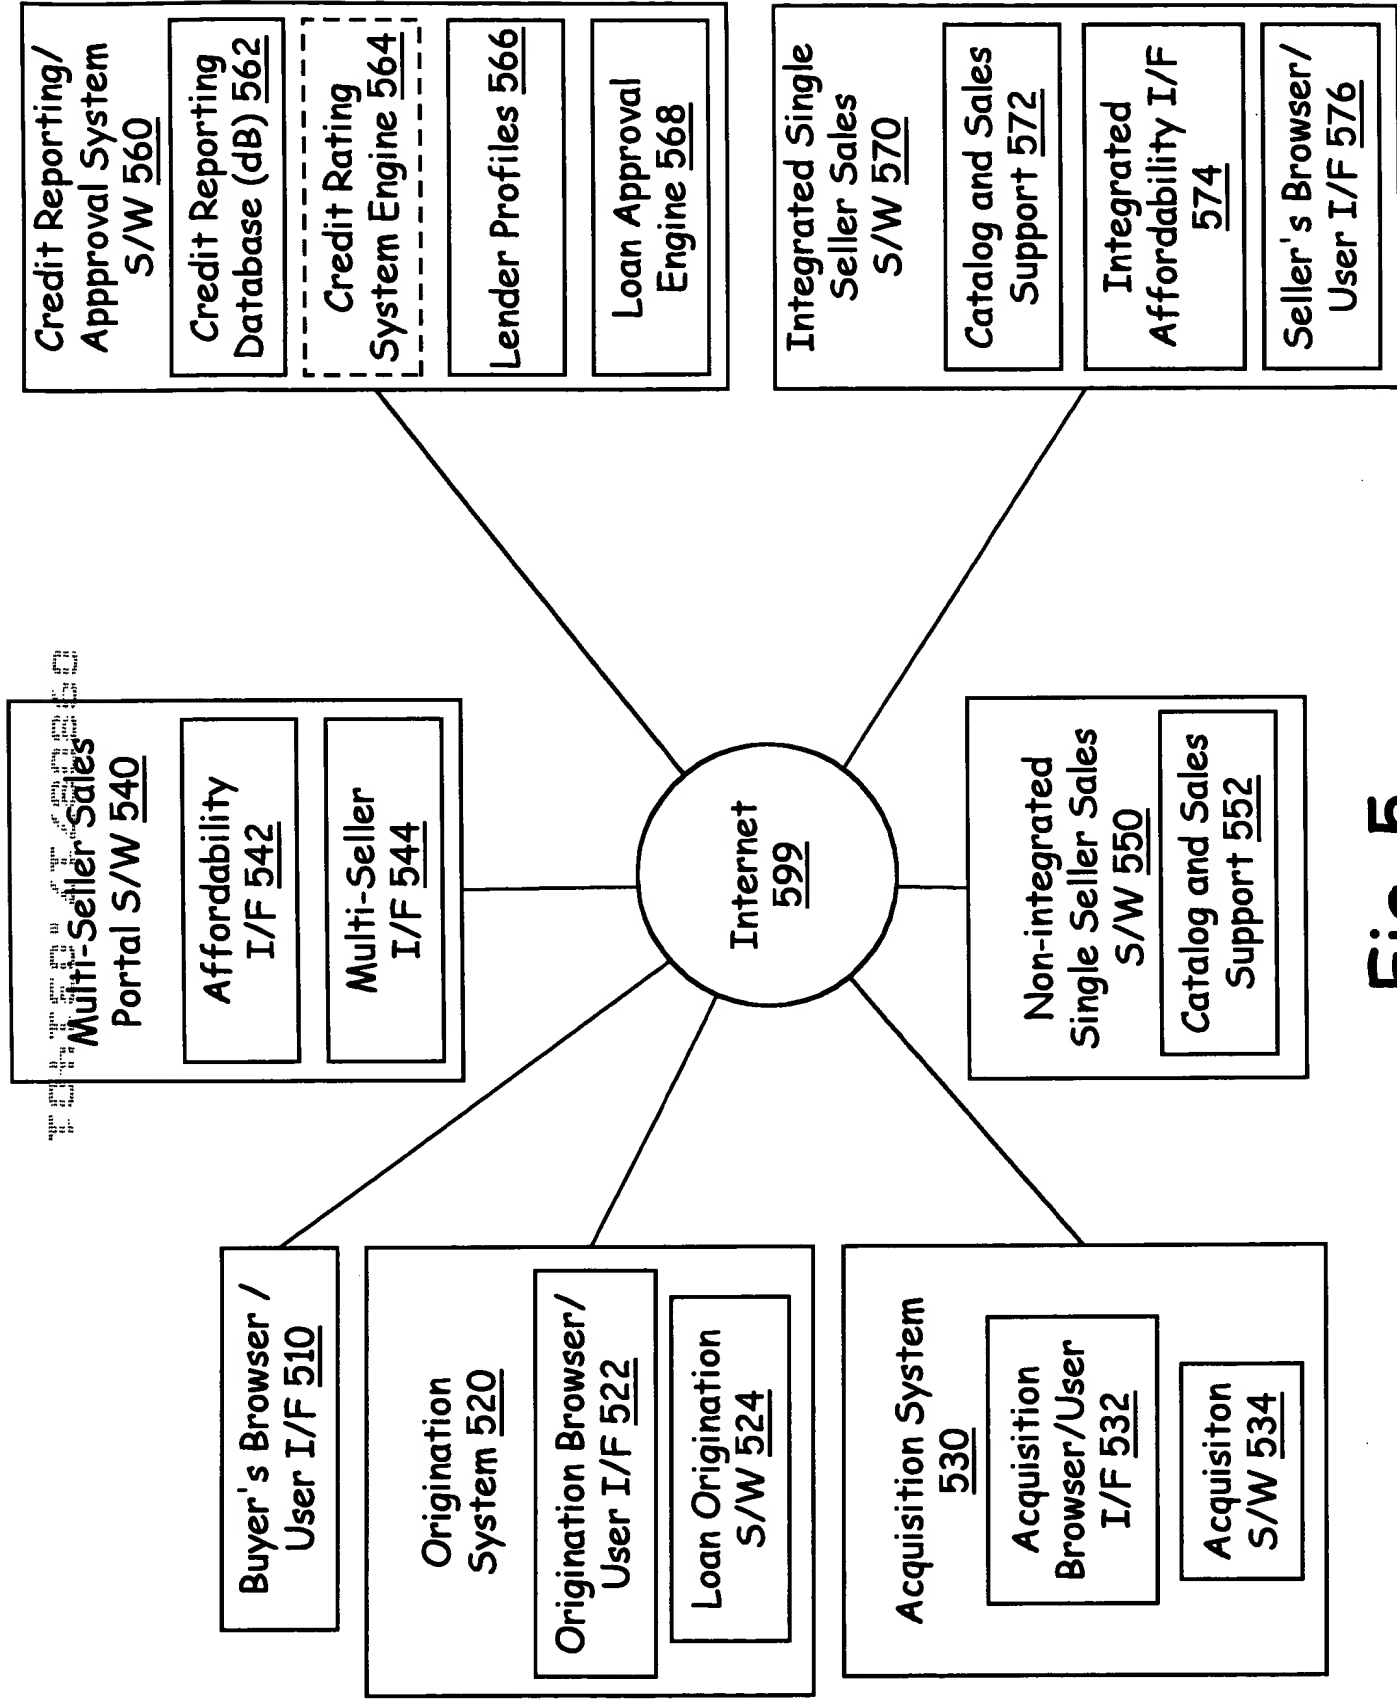 Buyer's Browser /
User I/F 510
Origination
System 520
Origination Browser/
User I/F 522
Loan Origination
S/W 524
Acquisition System
530
Acquisition
Browser/User
I/F 532
Acquisiton
S/W 534
Multi-Seller Sales
Portal S/W 540
Affordability
I/F 542
Multi-Seller
I/F 544
Internet
599
Non-integrated
Single Seller Sales
S/W 550
Catalog and Sales
Support 552
Credit Reporting/
Appproval System
S/W 560
Credit Reporting
Database (dB) 562
Credit Rating
System Engine 564
Lender Profiles 566
Loan Approval
Engine 568
Integrated Single
Seller Sales
S/W 570
Catalog and Sales
Support 572
Integrated
Affordability I/F
574
Seller's Browser/
User I/F 576
Fig. 5